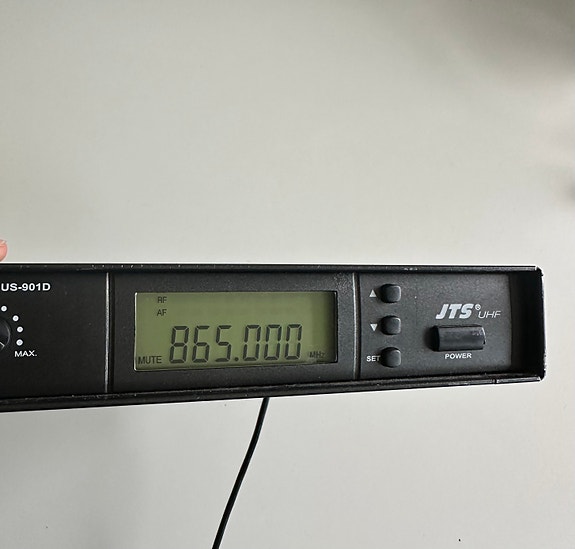 US-901D
MAX.
RF
AF
MUTE 865.000 MHz
▲
▼
SET
JTS® UHF
POWER